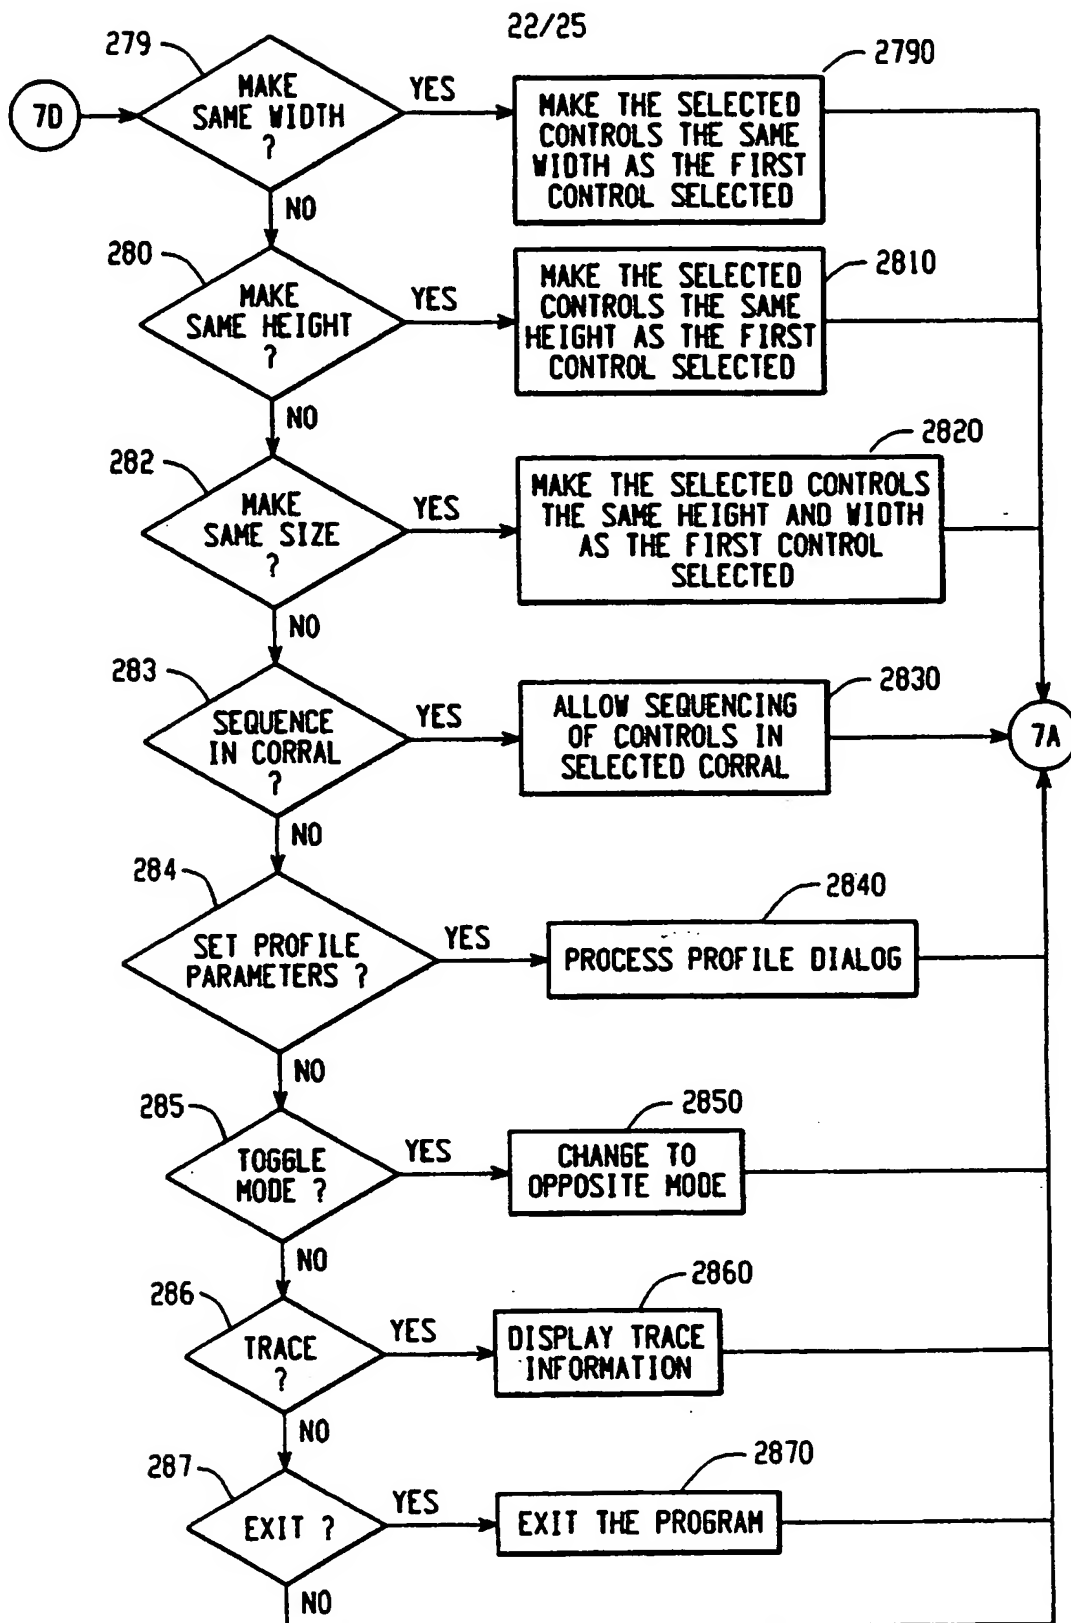 22/25
279
7D
MAKE
SAME WIDTH
?
YES
2790
MAKE THE SELECTED
CONTROLS THE SAME
WIDTH AS THE FIRST
CONTROL SELECTED
NO
280
MAKE
SAME HEIGHT
?
YES
2810
MAKE THE SELECTED
CONTROLS THE SAME
HEIGHT AS THE FIRST
CONTROL SELECTED
NO
282
MAKE
SAME SIZE
?
YES
2820
MAKE THE SELECTED CONTROLS
THE SAME HEIGHT AND WIDTH
AS THE FIRST CONTROL
SELECTED
NO
283
SEQUENCE
IN CORRAL
?
YES
2830
ALLOW SEQUENCING
OF CONTROLS IN
SELECTED CORRAL
7A
NO
284
SET PROFILE
PARAMETERS ?
YES
2840
PROCESS PROFILE DIALOG
NO
285
TOGGLE
MODE ?
YES
2850
CHANGE TO
OPPOSITE MODE
NO
286
TRACE
?
YES
2860
DISPLAY TRACE
INFORMATION
NO
287
EXIT ?
YES
2870
EXIT THE PROGRAM
NO